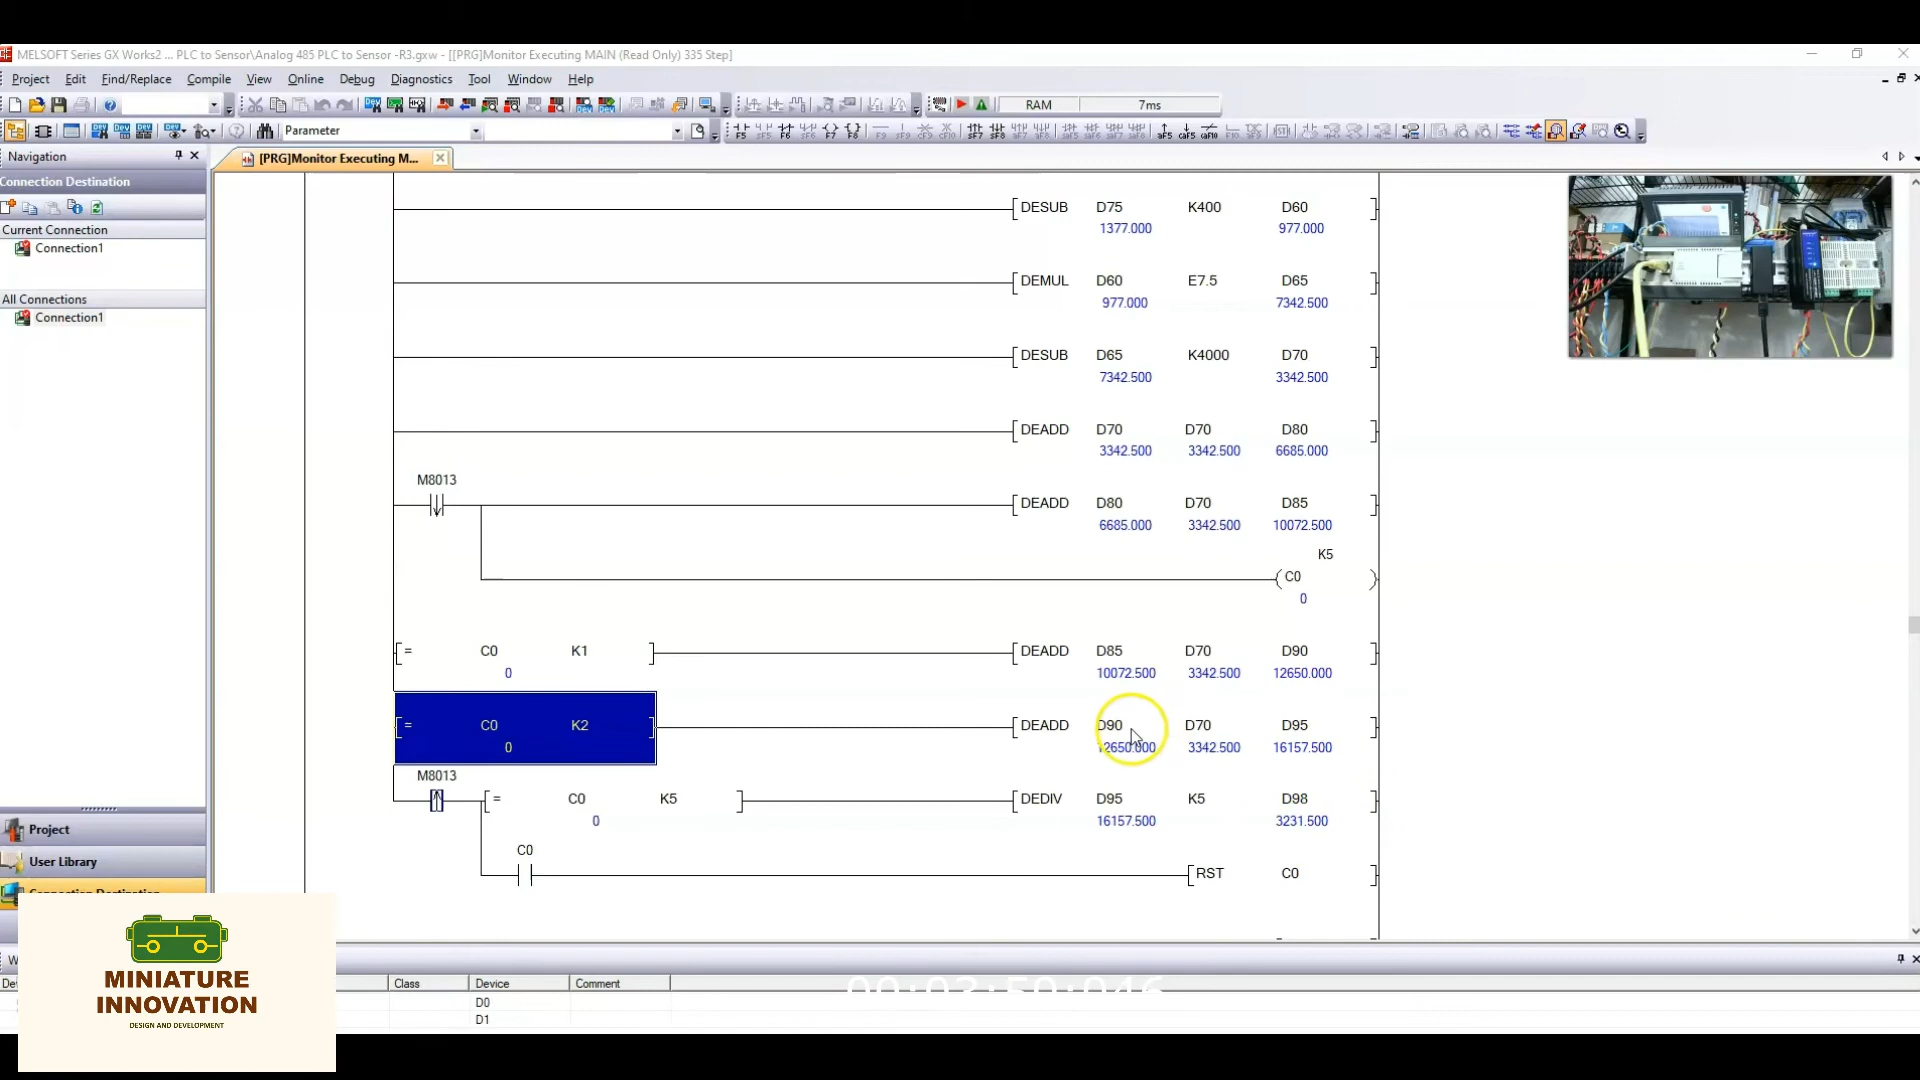 MELSOFT Series GX Works2 ... PLC to Sensor\Analog 485 PLC to Sensor -R3.gxw - [[PRG]Monitor Executing MAIN (Read Only) 335 Step]
Project Edit Find/Replace Compile View Online Debug Diagnostics Tool Window Help
RAM 7ms
Parameter
Navigation
[PRG]Monitor Executing M...
Connection Destination
Current Connection
Connection1
All Connections
Connection1
DESUB D75 K400 D60
1377.000 977.000
DEMUL D60 E7.5 D65
977.000 7342.500
DESUB D65 K4000 D70
7342.500 3342.500
DEADD D70 D70 D80
3342.500 3342.500 6685.000
M8013
DEADD D80 D70 D85
6685.000 3342.500 10072.500
K5
C0
0
= C0 K1 DEADD D85 D70 D90
0 10072.500 3342.500 12650.000
= C0 K2 DEADD D90 D70 D95
0 12650.000 3342.500 16157.500
M8013
= C0 K5 DEDIV D95 K5 D98
0 16157.500 3231.500
C0
RST C0
Project
User Library
MINIATURE
INNOVATION
DESIGN AND DEVELOPMENT
Class Device Comment
D0
D1